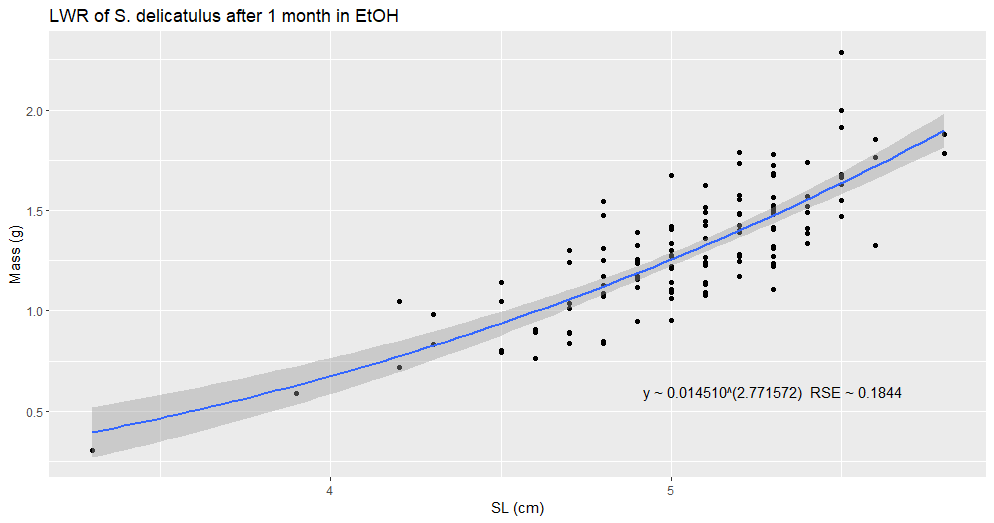 LWR of S. delicatulus after 1 month in EtOH
Mass (g)
2.0
1.5
1.0
0.5
y ~ 0.014510^(2.771572)  RSE ~ 0.1844
4 5
SL (cm)